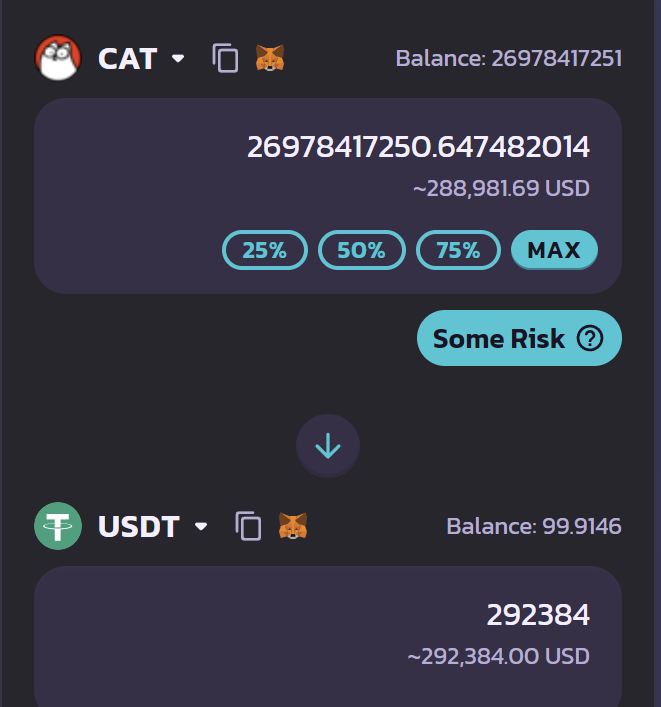 CAT Balance: 26978417251
26978417250.647482014
~288,981.69 USD
25% 50% 75% MAX
Some Risk ?
USDT Balance: 99.9146
292384
~292,384.00 USD